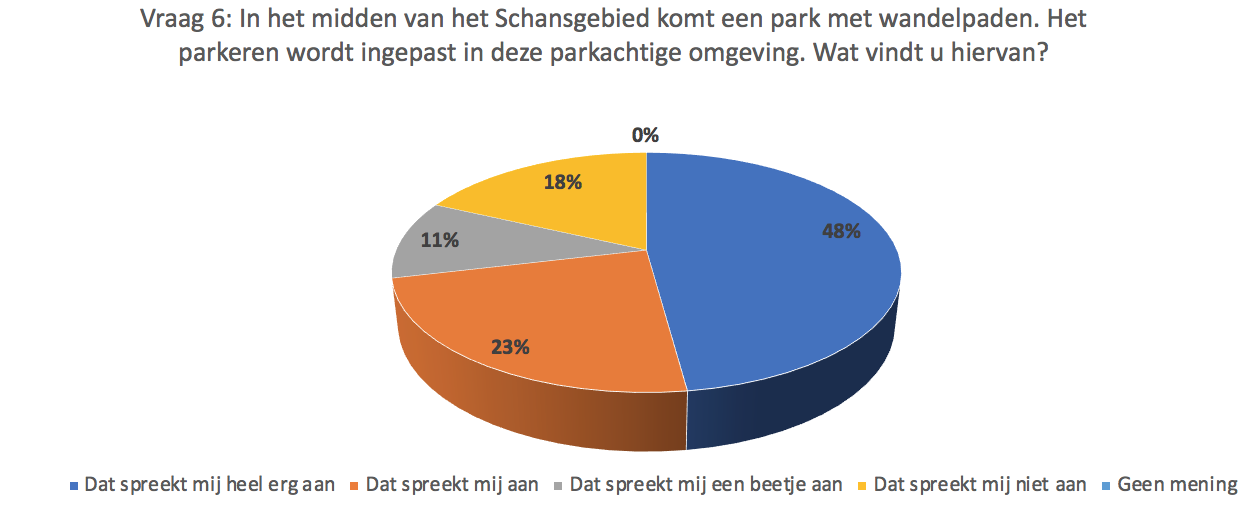 Vraag 6: In het midden van het Schansgebied komt een park met wandelpaden. Het
parkeren wordt ingepast in deze parkachtige omgeving. Wat vindt u hiervan?
0%
18%
48%
11%
23%
Dat spreekt mij heel erg aan Dat spreekt mij aan Dat spreekt mij een beetje aan Dat spreekt mij niet aan Geen mening